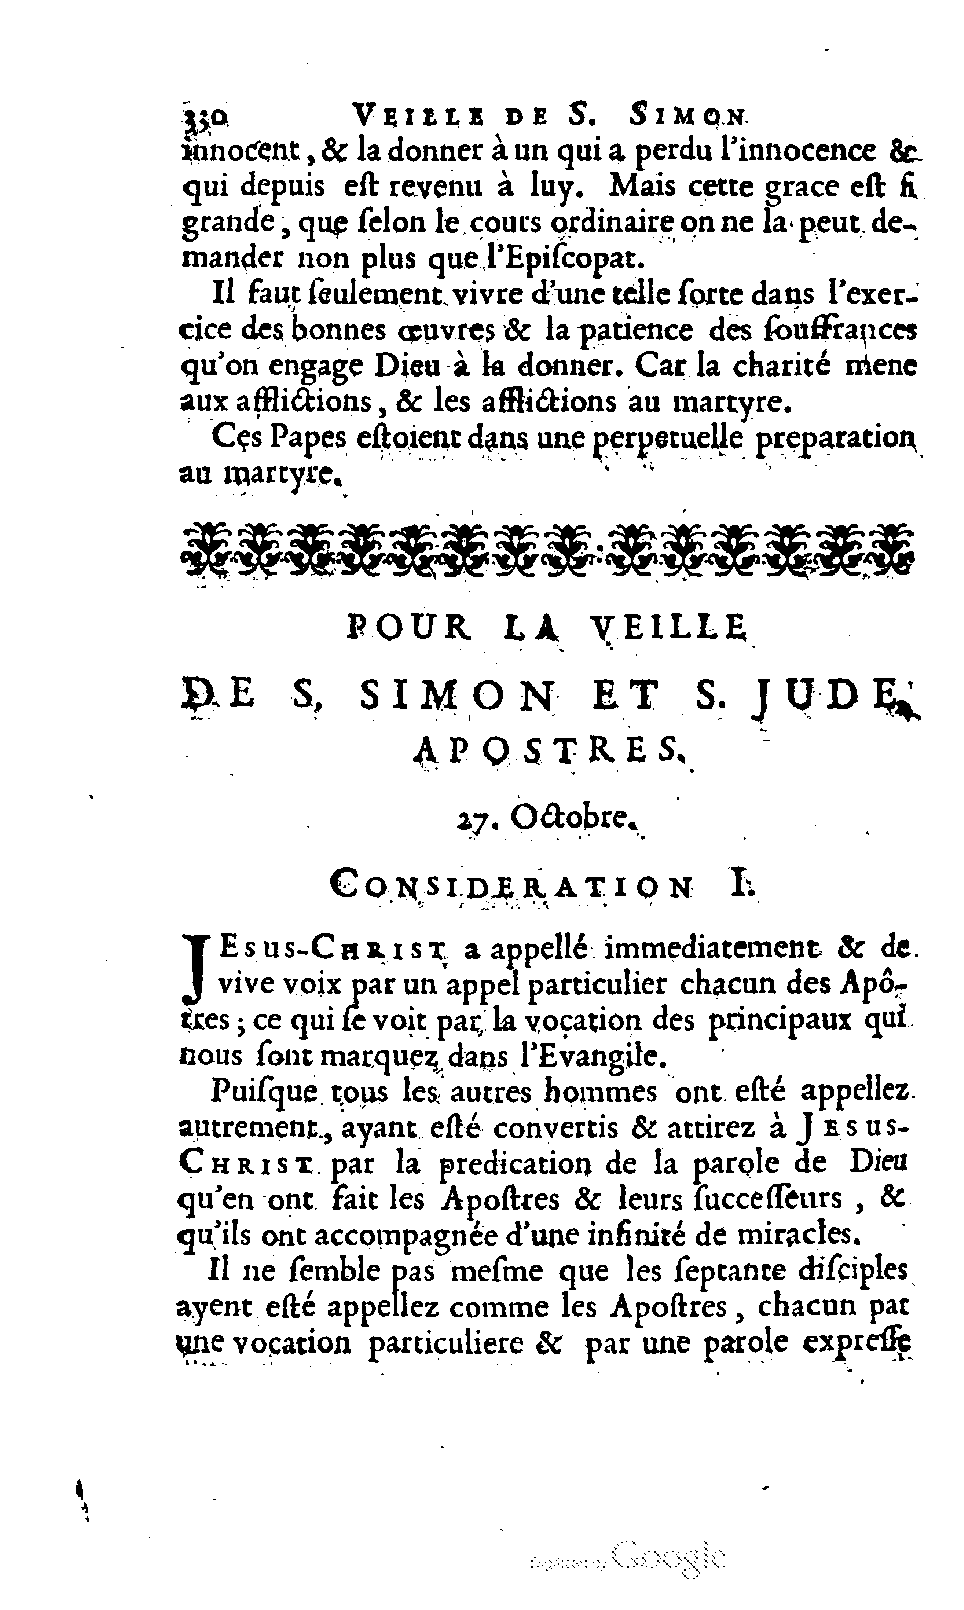 330 VEILLE DE S. SIMON
innocent, & la donner à un qui a perdu l'innocence &
qui depuis eſt revenu à luy. Mais cette grace eſt ſi
grande, que ſelon le cours ordinaire on ne la peut de-
mander non plus que l'Epiſcopat.
Il faut ſeulement vivre d'une telle ſorte dans l'exer-
cice des bonnes œuvres & la patience des ſouffrances
qu'on engage Dieu à la donner. Car la charité mene
aux afflictions, & les afflictions au martyre.
Ces Papes eſtoient dans une perpetuelle preparation
au martyre.
POUR LA VEILLE
DE S. SIMON ET S. JUDE,
APOSTRES.
27. Octobre.
CONSIDERATION I.
JESUS-CHRIST a appellé immediatement & de
vive voix par un appel particulier chacun des Apô-
tres; ce qui ſe voit par la vocation des principaux qui
nous ſont marquez dans l'Evangile.
Puiſque tous les autres hommes ont eſté appellez
autrement, ayant eſté convertis & attirez à JESUS-
CHRIST par la predication de la parole de Dieu
qu'en ont fait les Apoſtres & leurs ſucceſſeurs, &
qu'ils ont accompagnée d'une infinité de miracles.
Il ne ſemble pas meſme que les ſeptante diſciples
ayent eſté appellez comme les Apoſtres, chacun par
une vocation particuliere & par une parole expreſſe
Digitized by Google